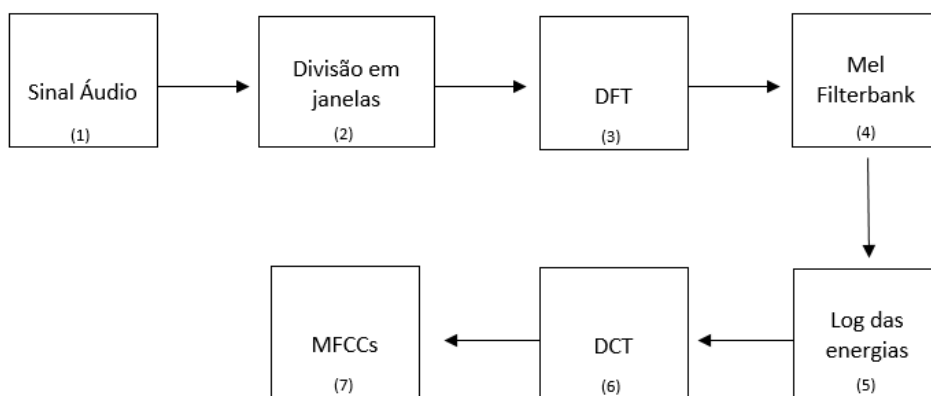 Sinal Áudio
(1)
Divisão em
janelas
(2)
DFT
(3)
Mel
Filterbank
(4)
Log das
energias
(5)
DCT
(6)
MFCCs
(7)